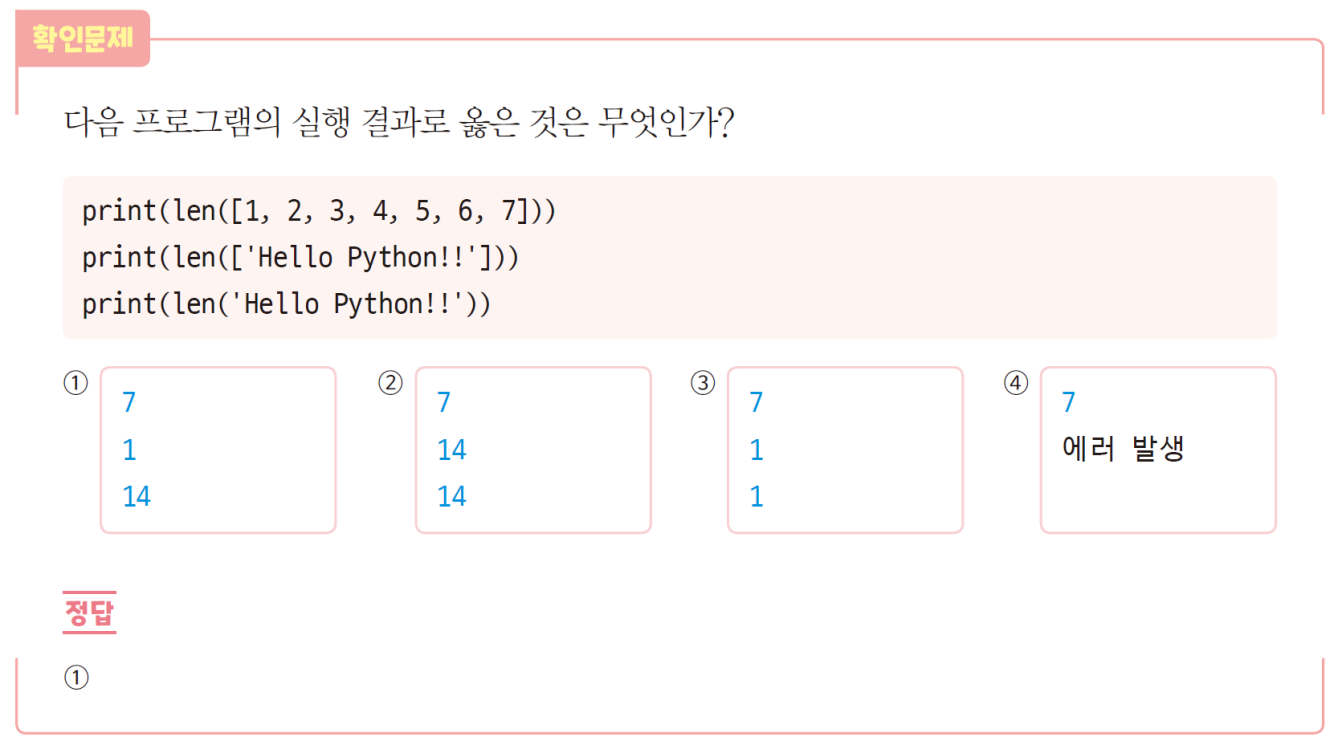 확인문제
다음 프로그램의 실행 결과로 옳은 것은 무엇인가?
print(len([1, 2, 3, 4, 5, 6, 7]))
print(len(['Hello Python!!']))
print(len('Hello Python!!'))
①
7
1
14
②
7
14
14
③
7
1
1
④
7
에러 발생
정답
①